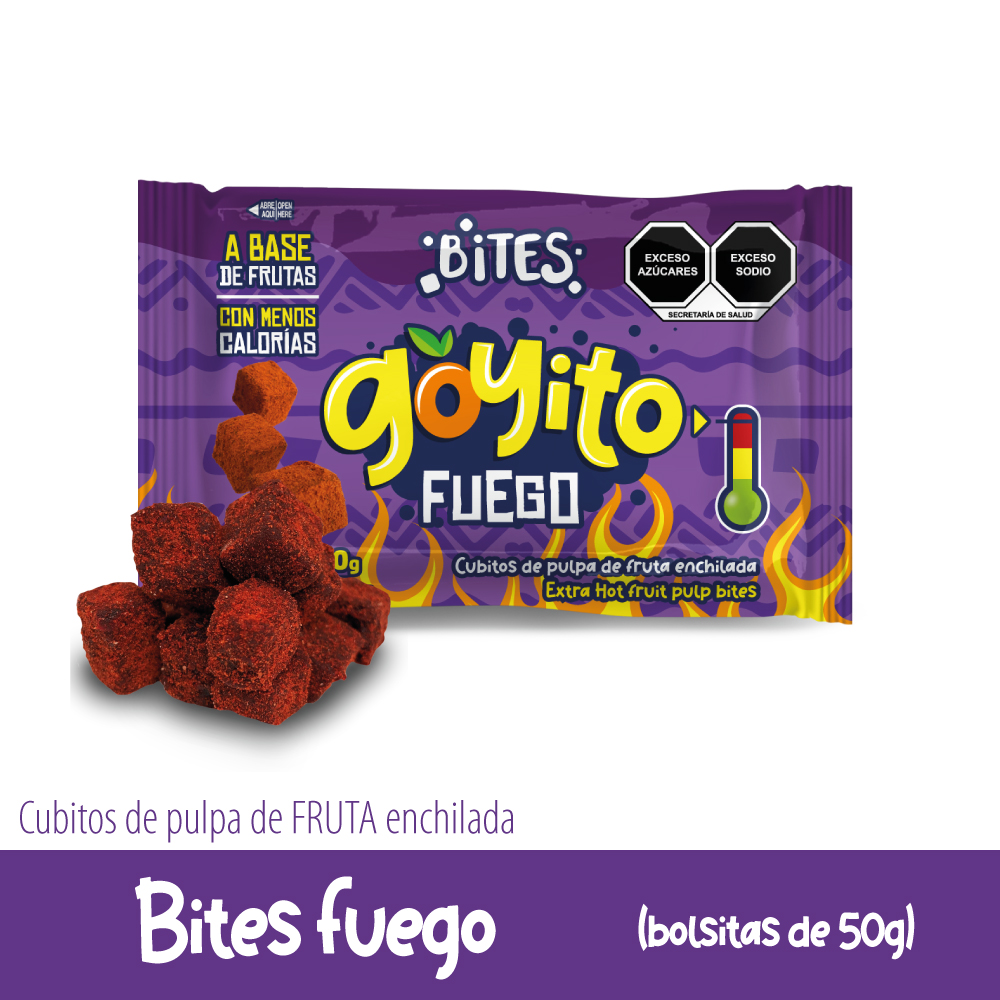 ABRE OPEN
AQUI HERE
A BASE
DE FRUTAS
CON MENOS
CALORÍAS
BITES
EXCESO
AZÚCARES
EXCESO
SODIO
SECRETARÍA DE SALUD
goyito
FUEGO
0g
Cubitos de pulpa de fruta enchilada
Extra Hot fruit pulp bites
Cubitos de pulpa de FRUTA enchilada
Bites fuego
(bolsitas de 50g)